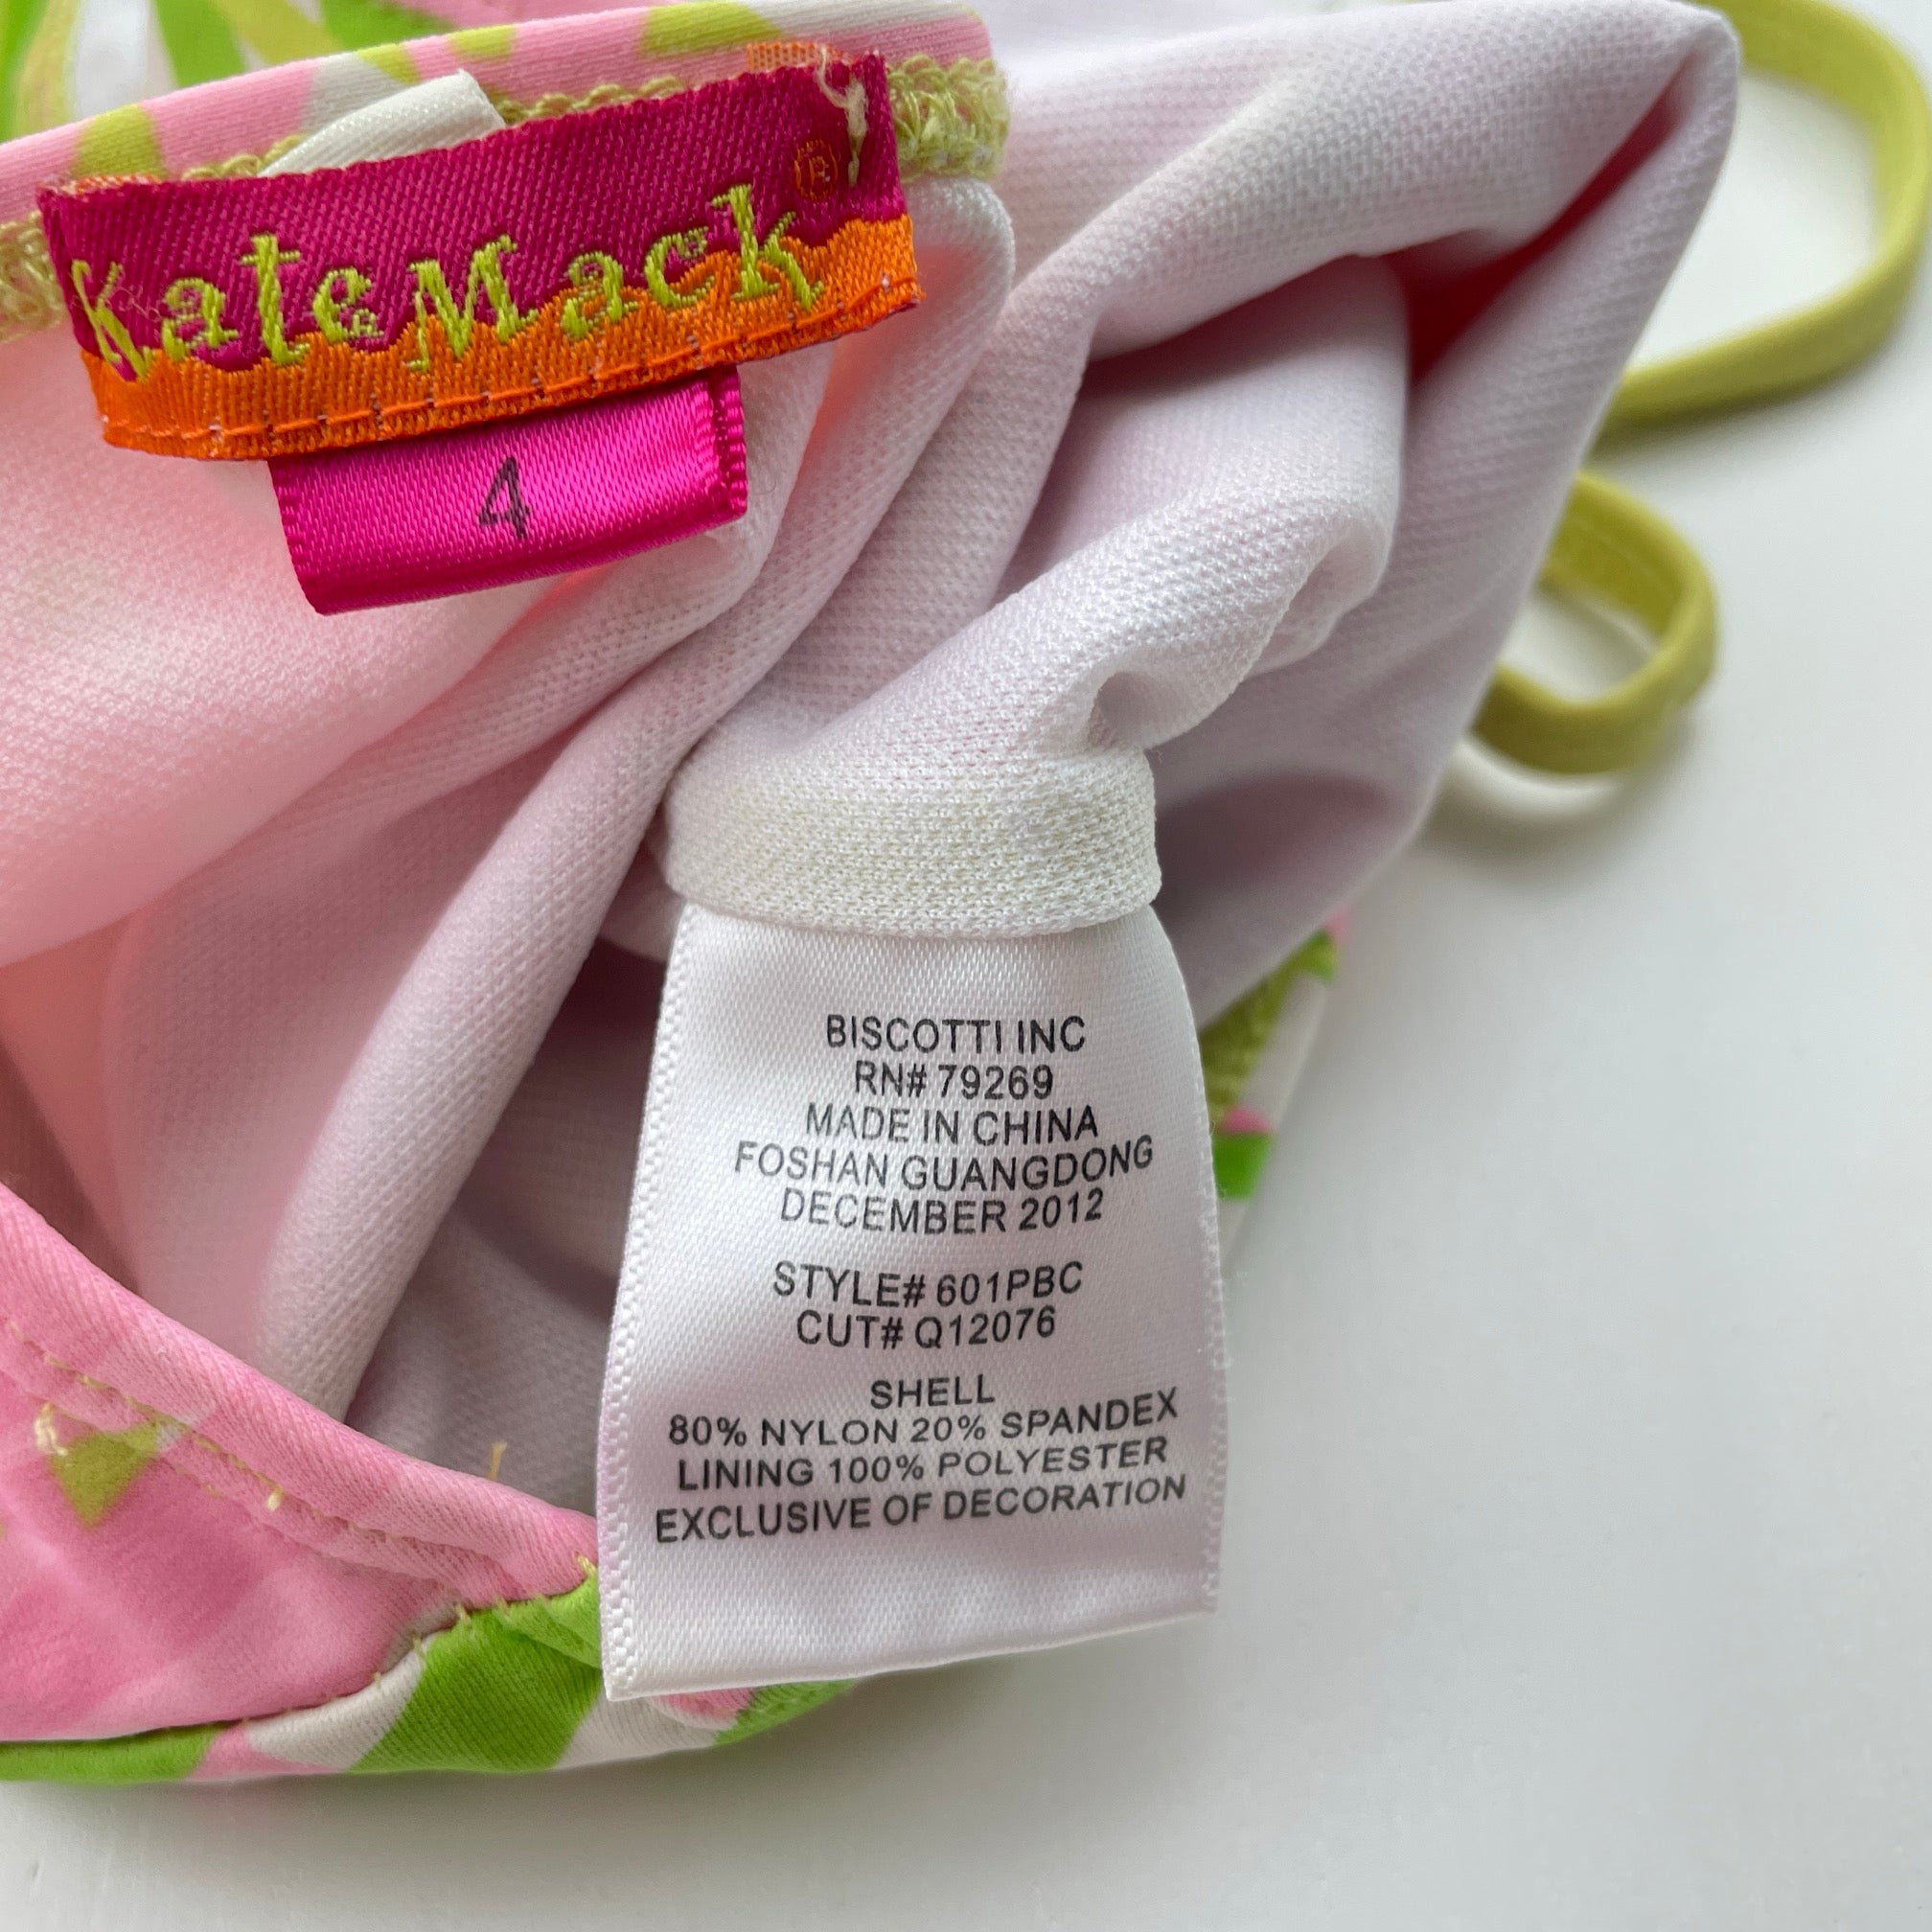 KateMack ®
4
BISCOTTI INC
RN# 79269
MADE IN CHINA
FOSHAN GUANGDONG
DECEMBER 2012
STYLE# 601PBC
CUT# Q12076
SHELL
80% NYLON 20% SPANDEX
LINING 100% POLYESTER
EXCLUSIVE OF DECORATION